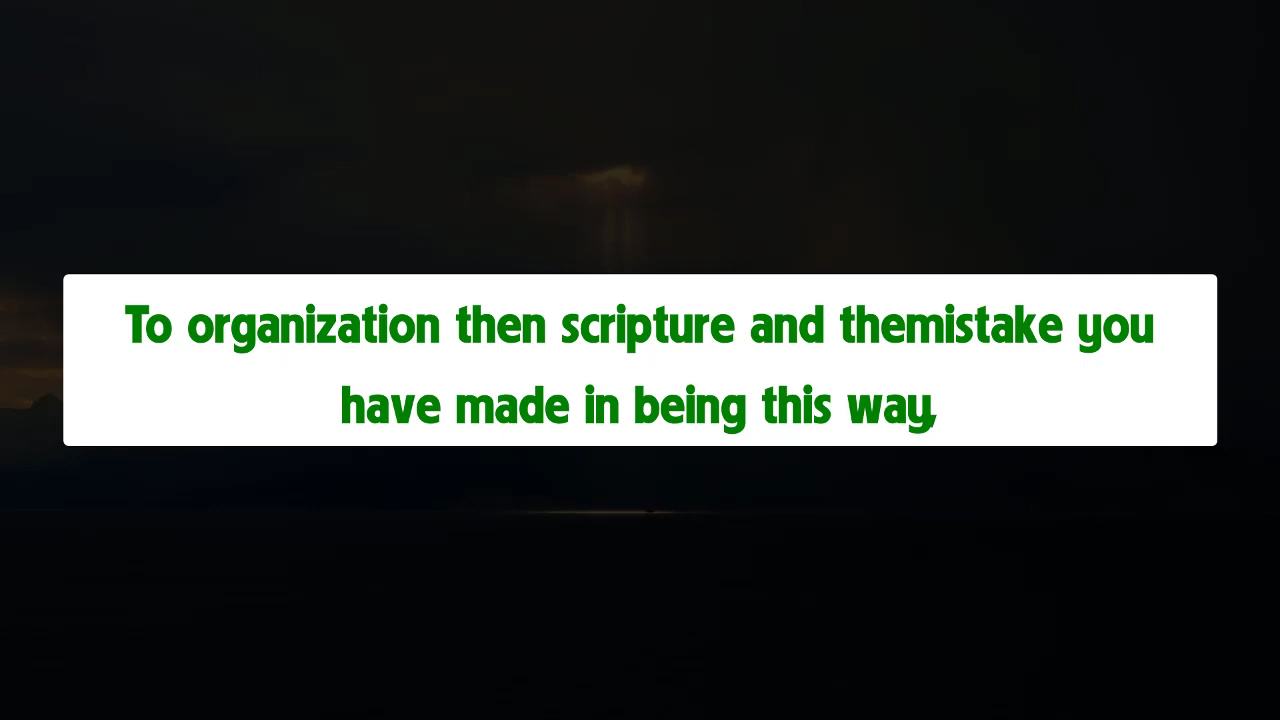 To organization then scripture and themistake you
have made in being this way,